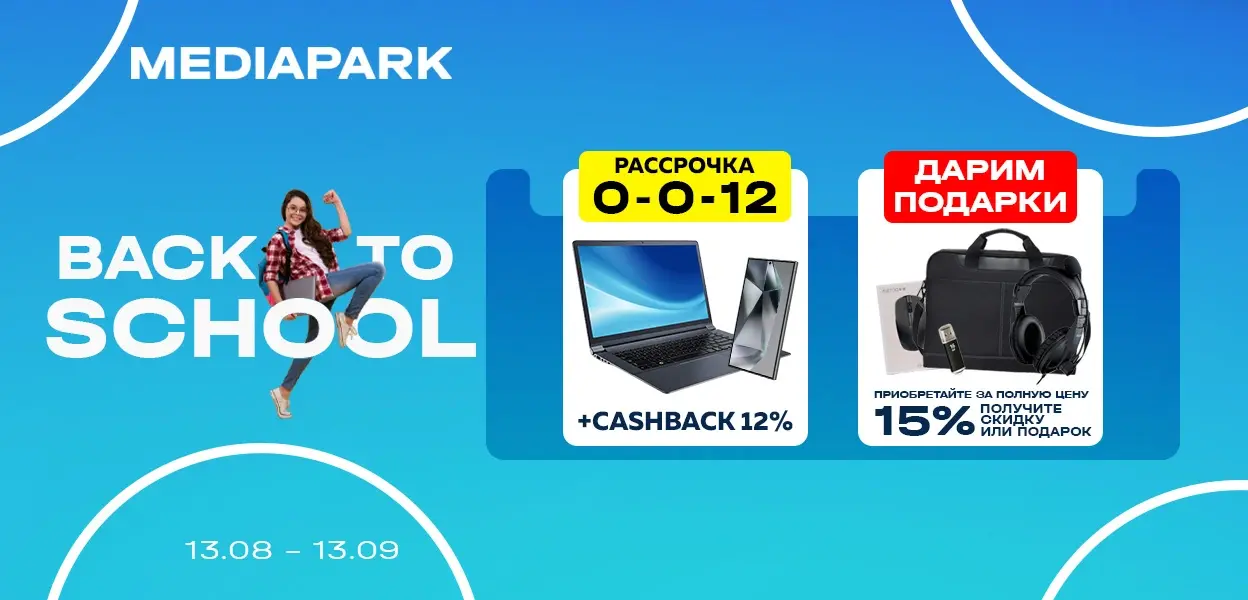 MEDIAPARK
BACK TO
SCHOOL
13.08 – 13.09
РАССРОЧКА
0-0-12
+CASHBACK 12%
ДАРИМ
ПОДАРКИ
ПРИОБРЕТАЙТЕ ЗА ПОЛНУЮ ЦЕНУ
15% ПОЛУЧИТЕ
СКИДКУ
ИЛИ ПОДАРОК